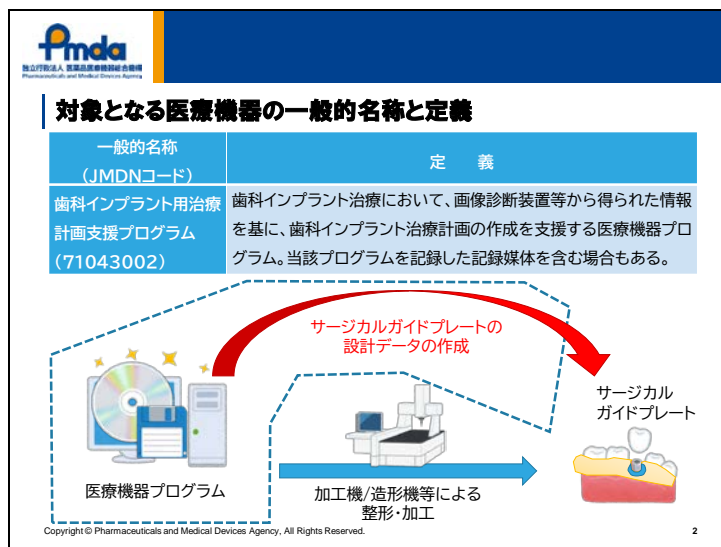 Pmda
独立行政法人 医薬品医療機器総合機構
Pharmaceuticals and Medical Devices Agency
対象となる医療機器の一般的名称と定義
一般的名称
(JMDNコード)
定　義
歯科インプラント用治療
計画支援プログラム
(71043002)
歯科インプラント治療において、画像診断装置等から得られた情報
を基に、歯科インプラント治療計画の作成を支援する医療機器プロ
グラム。当該プログラムを記録した記録媒体を含む場合もある。
サージカルガイドプレートの
設計データの作成
サージカル
ガイドプレート
医療機器プログラム
加工機/造形機等による
整形・加工
Copyright © Pharmaceuticals and Medical Devices Agency, All Rights Reserved.
2